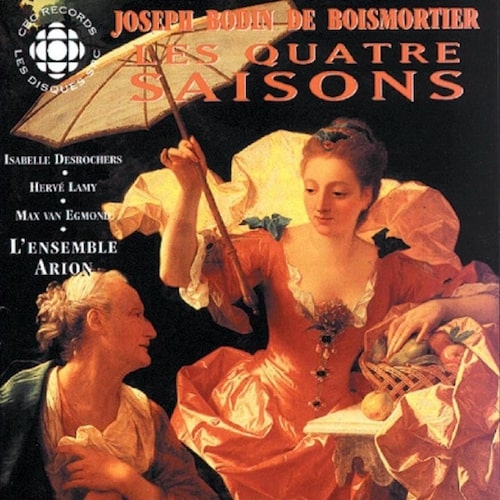 CBC RECORDS
LES DISQUES SRC
JOSEPH BODIN DE BOISMORTIER
LES QUATRE
SAISONS
ISABELLE DESROCHERS
•
HERVÉ LAMY
•
MAX VAN EGMOND
•
L'ENSEMBLE
ARION